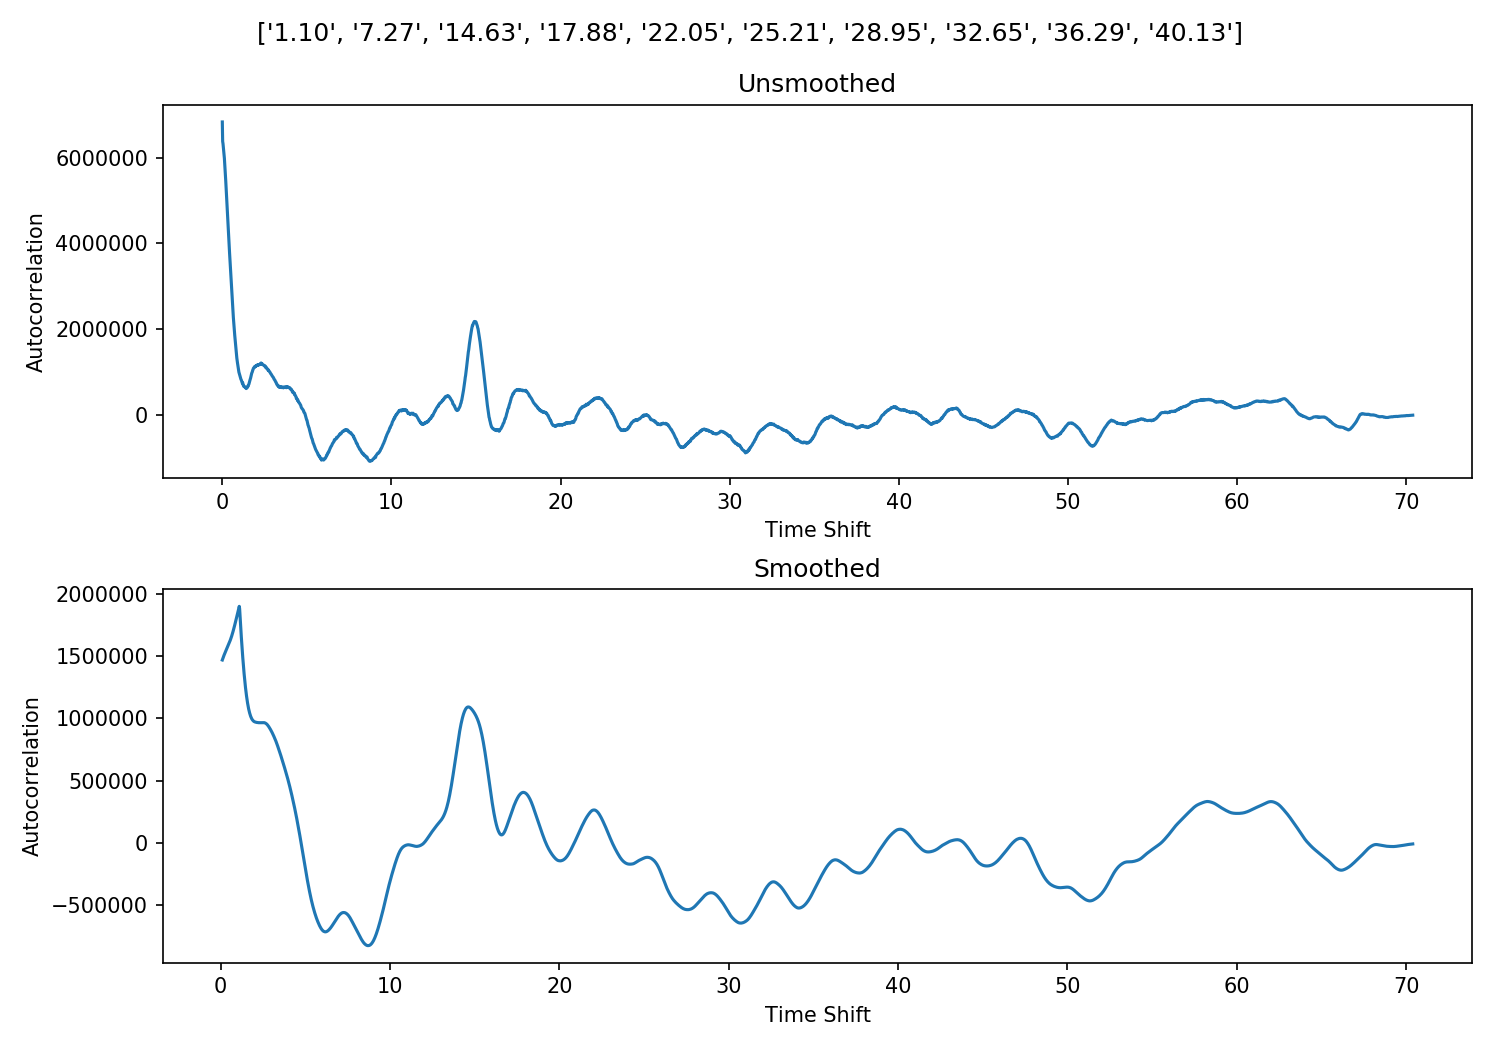 ['1.10', '7.27', '14.63', '17.88', '22.05', '25.21', '28.95', '32.65', '36.29', '40.13']
Unsmoothed
6000000
4000000
2000000
0
Autocorrelation
0 10 20 30 40 50 60 70
Time Shift
Smoothed
2000000
1500000
1000000
500000
0
−500000
Autocorrelation
0 10 20 30 40 50 60 70
Time Shift